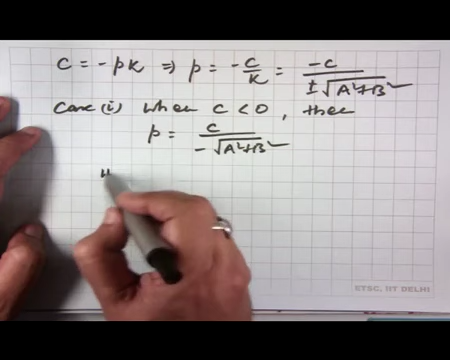 C = - pK ⇒ p = -C/K = -C/±√A²+B²
Case (i) When C < 0, then
p = C/-√A²+B²
ETSC, IIT DELHI